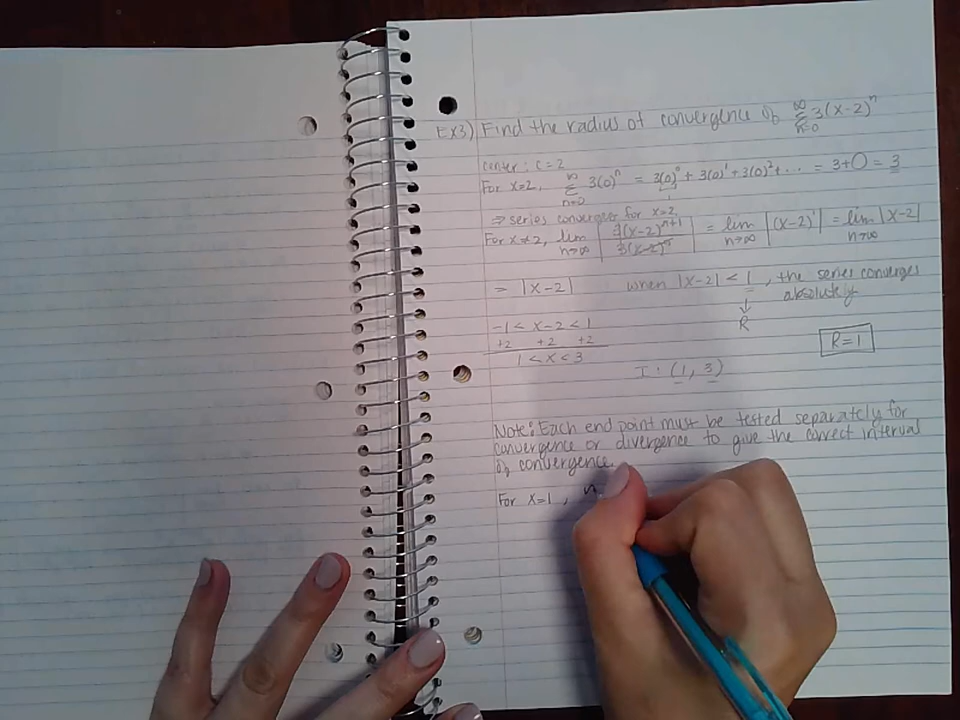 Ex3) Find the radius of convergence of ∞ Σ n=0 3(x-2)^n
center: c=2
For x=2, ∞ Σ n=0 3(0)^n = 3(0)^0 + 3(0)^1 + 3(0)^2 + ... = 3+0 = 3
⇒ series converges for x=2.
For x≠2, lim n→∞ |3(x-2)^(n+1) / 3(x-2)^n| = lim n→∞ |(x-2)^1| = lim n→∞ |x-2|
= |x-2| when |x-2| < 1, the series converges
absolutely
↓
R
-1 < x-2 < 1
+2 +2 +2
R=1
1 < x < 3
I: (1, 3)
Note: Each end point must be tested separately for
convergence or divergence to give the correct interval
of convergence.
For x=1,